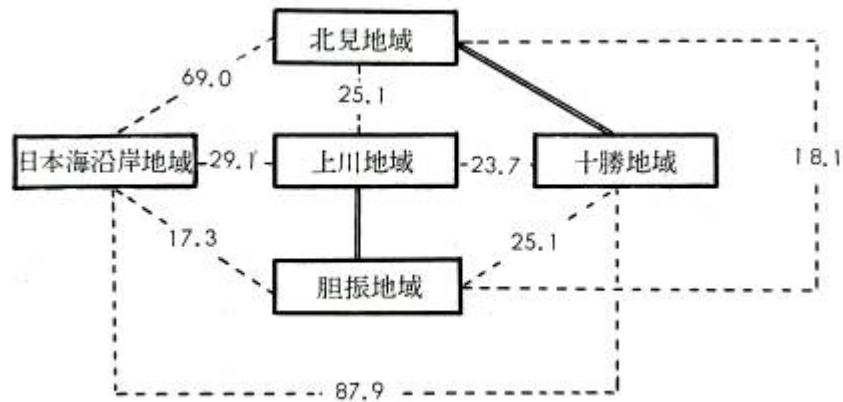 北見地域
69.0
25.1
日本海沿岸地域
29.1
上川地域
23.7
十勝地域
18.1
17.3
25.1
胆振地域
87.9